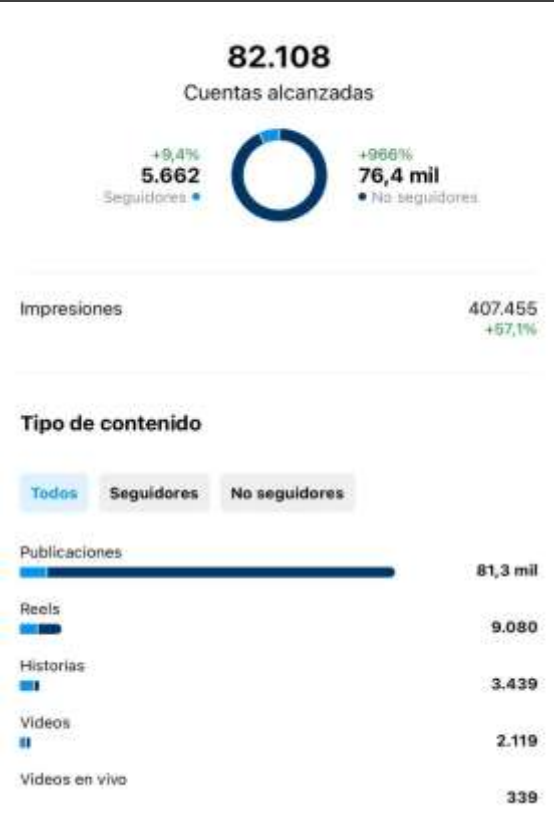 82.108
Cuentas alcanzadas
+9,4%
5.662
Seguidores
+966%
76,4 mil
No seguidores
Impresiones
407.455
+57,1%
Tipo de contenido
Todos
Seguidores
No seguidores
Publicaciones
81,3 mil
Reels
9.080
Historias
3.439
Videos
2.119
Videos en vivo
339